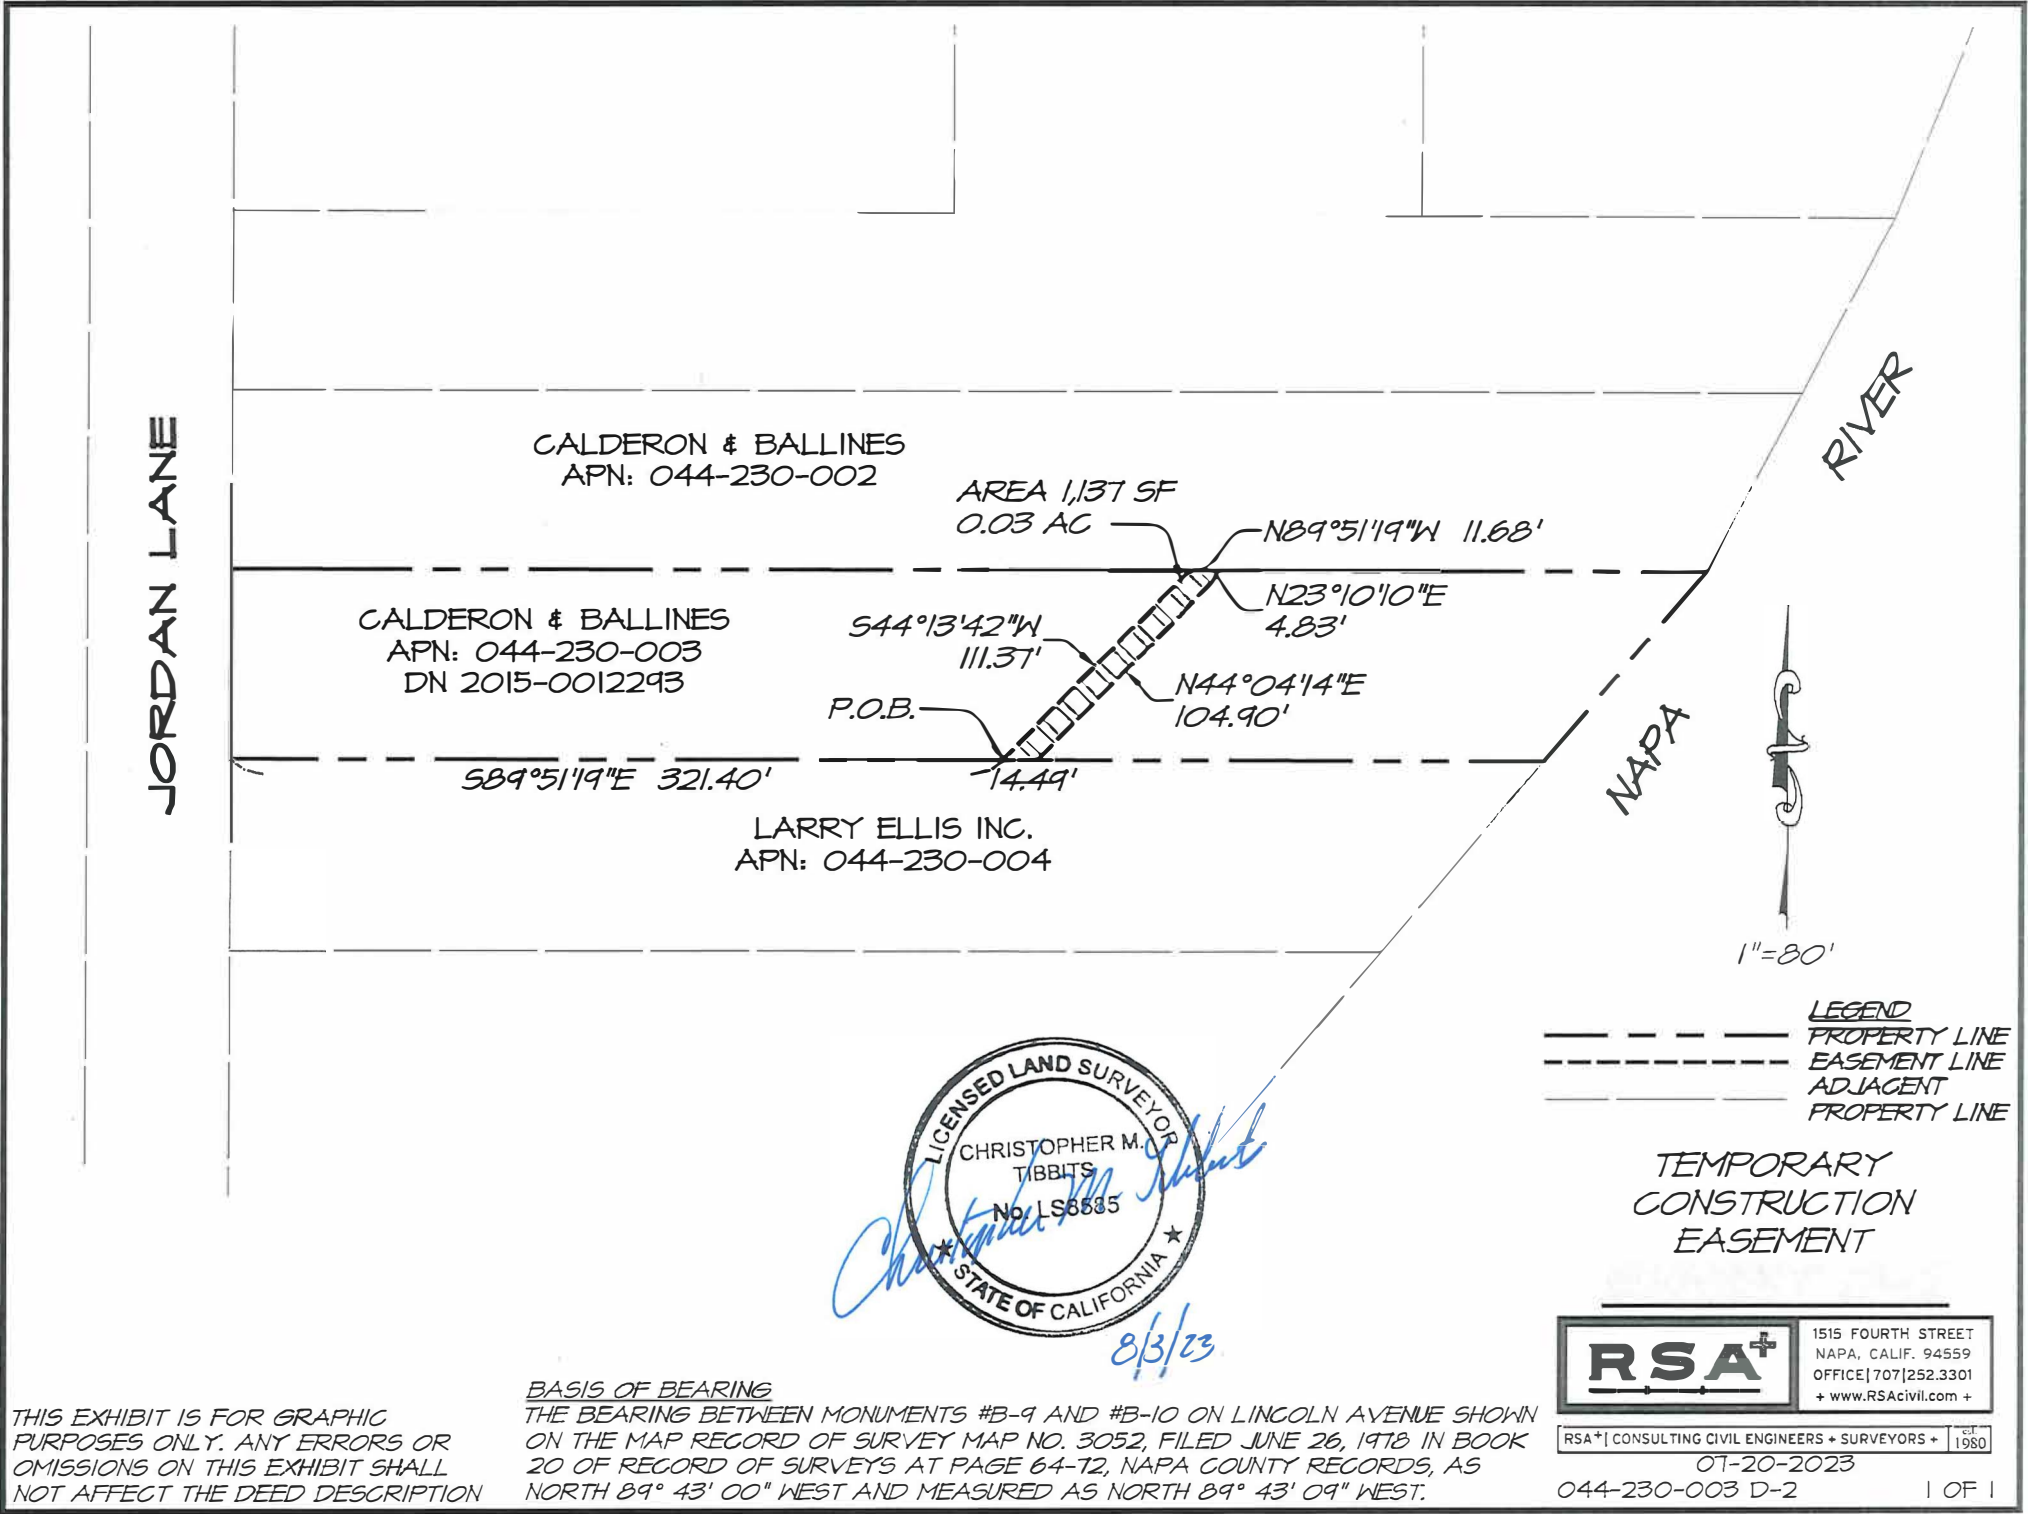 JORDAN LANE
CALDERON & BALLINES
APN: 044-230-002
AREA 1,137 SF
0.03 AC
N89°51'19"W 11.68'
N23°10'10"E
4.83'
CALDERON & BALLINES
APN: 044-230-003
DN 2015-0012293
S44°13'42"W
111.37'
N44°04'14"E
104.90'
P.O.B.
S89°51'19"E 321.40'
14.49'
LARRY ELLIS INC.
APN: 044-230-004
NAPA RIVER
1"=80'
LEGEND
PROPERTY LINE
EASEMENT LINE
ADJACENT
PROPERTY LINE
LICENSED LAND SURVEYOR
CHRISTOPHER M.
TIBBITS
No. LS8885
STATE OF CALIFORNIA
Christopher M Tibbits
8/3/23
TEMPORARY
CONSTRUCTION
EASEMENT
RSA+
1515 FOURTH STREET
NAPA, CALIF. 94559
OFFICE|707|252.3301
+ www.RSAcivil.com +
RSA+| CONSULTING CIVIL ENGINEERS + SURVEYORS + est. 1980
07-20-2023
044-230-003 D-2 1 OF 1
BASIS OF BEARING
THE BEARING BETWEEN MONUMENTS #B-9 AND #B-10 ON LINCOLN AVENUE SHOWN
ON THE MAP RECORD OF SURVEY MAP NO. 3052, FILED JUNE 26, 1978 IN BOOK
20 OF RECORD OF SURVEYS AT PAGE 64-72, NAPA COUNTY RECORDS, AS
NORTH 89° 43' 00" WEST AND MEASURED AS NORTH 89° 43' 09" WEST.
THIS EXHIBIT IS FOR GRAPHIC
PURPOSES ONLY. ANY ERRORS OR
OMISSIONS ON THIS EXHIBIT SHALL
NOT AFFECT THE DEED DESCRIPTION